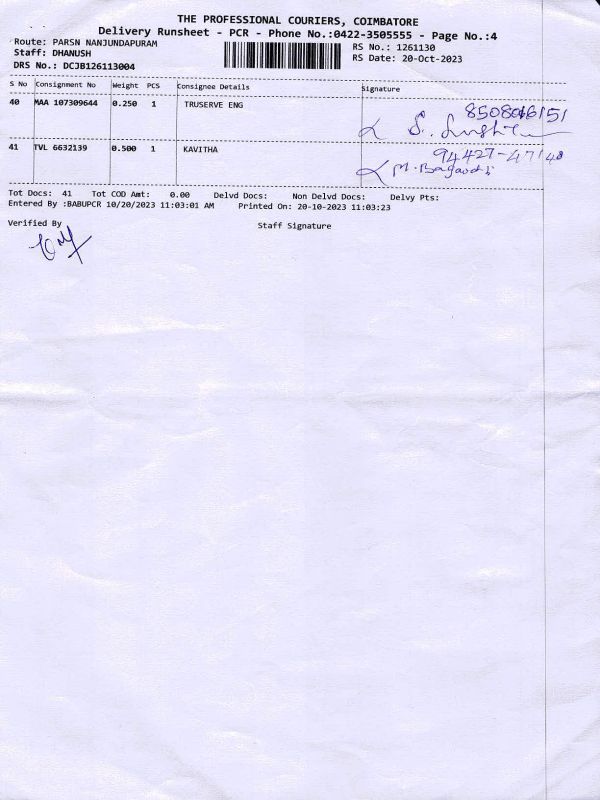 THE PROFESSIONAL COURIERS, COIMBATORE
Delivery Runsheet - PCR - Phone No.:0422-3505555 - Page No.:4
Route: PARSN NANJUNDAPURAM
RS No.: 1261130
Staff: DHANUSH
RS Date: 20-Oct-2023
DRS No.: DCJB126113004
S No Consignment No Weight PCS Consignee Details Signature
40 MAA 107309644 0.250 1 TRUSERVE ENG
8508046151
S.
41 TVL 6632139 0.500 1 KAVITHA
94427-47148
M.
Tot Docs: 41 Tot COD Amt: 0.00 Delvd Docs: Non Delvd Docs: Delvy Pts:
Entered By :BABUPCR 10/20/2023 11:03:01 AM Printed On: 20-10-2023 11:03:23
Verified By Staff Signature